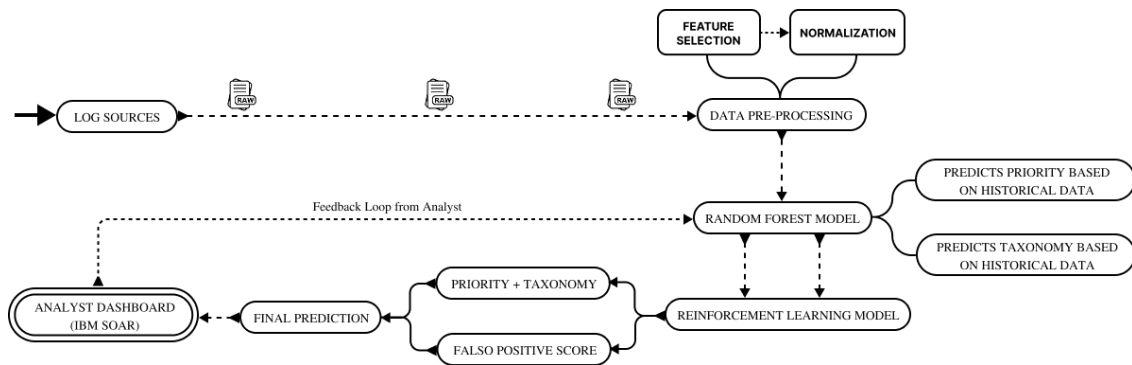 FEATURE
SELECTION
NORMALIZATION
RAW
RAW
RAW
LOG SOURCES
DATA PRE-PROCESSING
PREDICTS PRIORITY BASED
ON HISTORICAL DATA
Feedback Loop from Analyst
RANDOM FOREST MODEL
PREDICTS TAXONOMY BASED
ON HISTORICAL DATA
PRIORITY + TAXONOMY
ANALYST DASHBOARD
(IBM SOAR)
FINAL PREDICTION
REINFORCEMENT LEARNING MODEL
FALSO POSITIVE SCORE